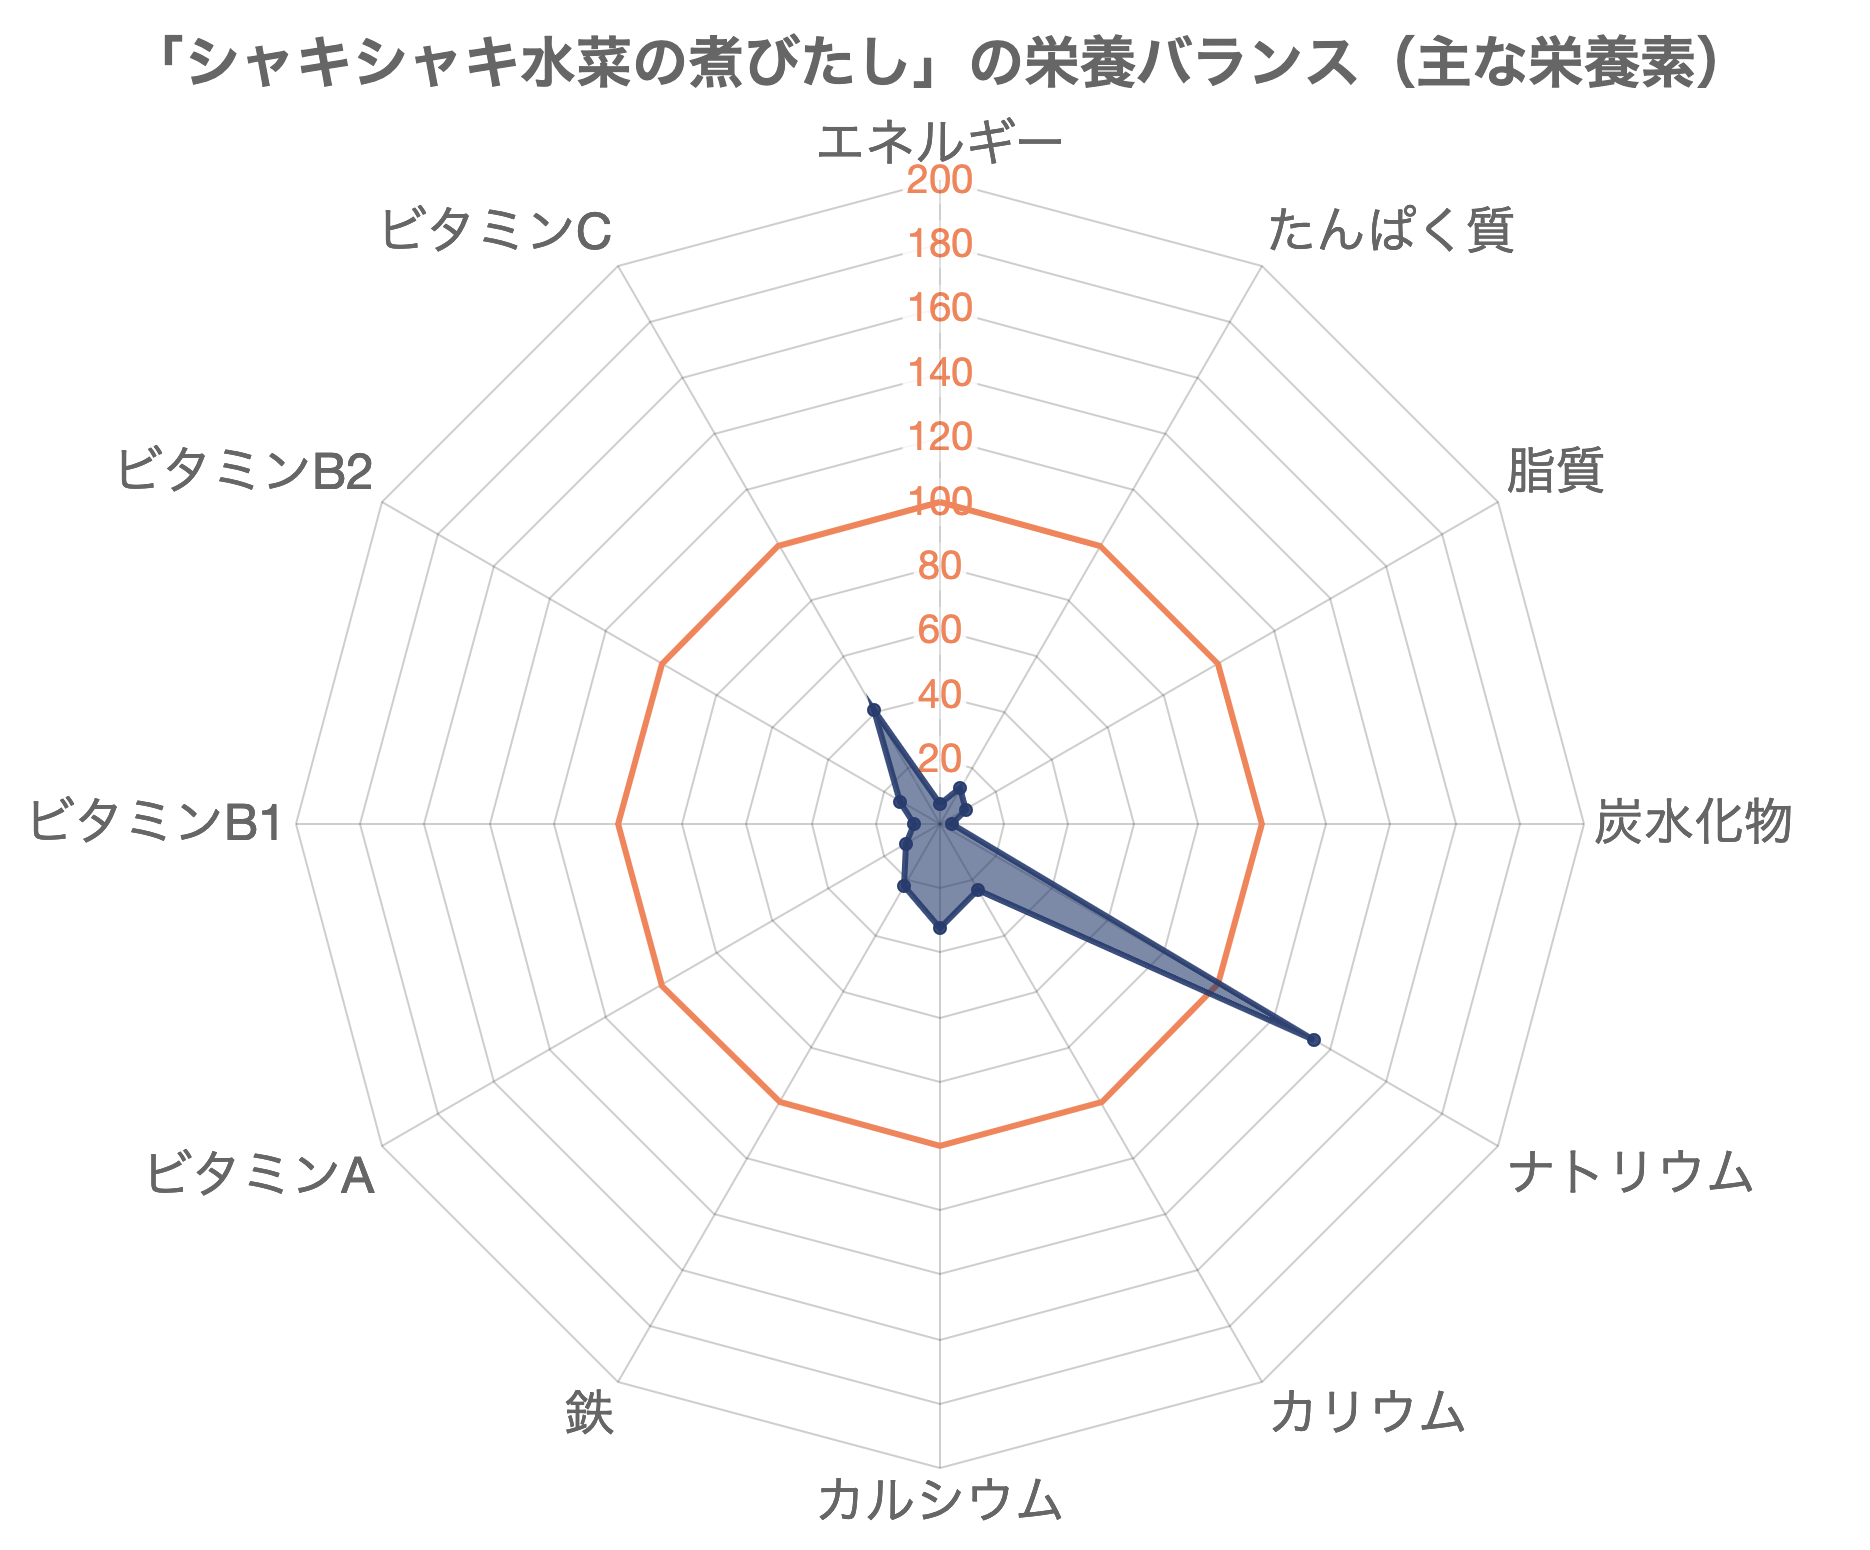 「シャキシャキ水菜の煮びたし」の栄養バランス（主な栄養素）
エネルギー
たんぱく質
脂質
炭水化物
ナトリウム
カリウム
カルシウム
鉄
ビタミンA
ビタミンB1
ビタミンB2
ビタミンC
200
180
160
140
120
100
80
60
40
20